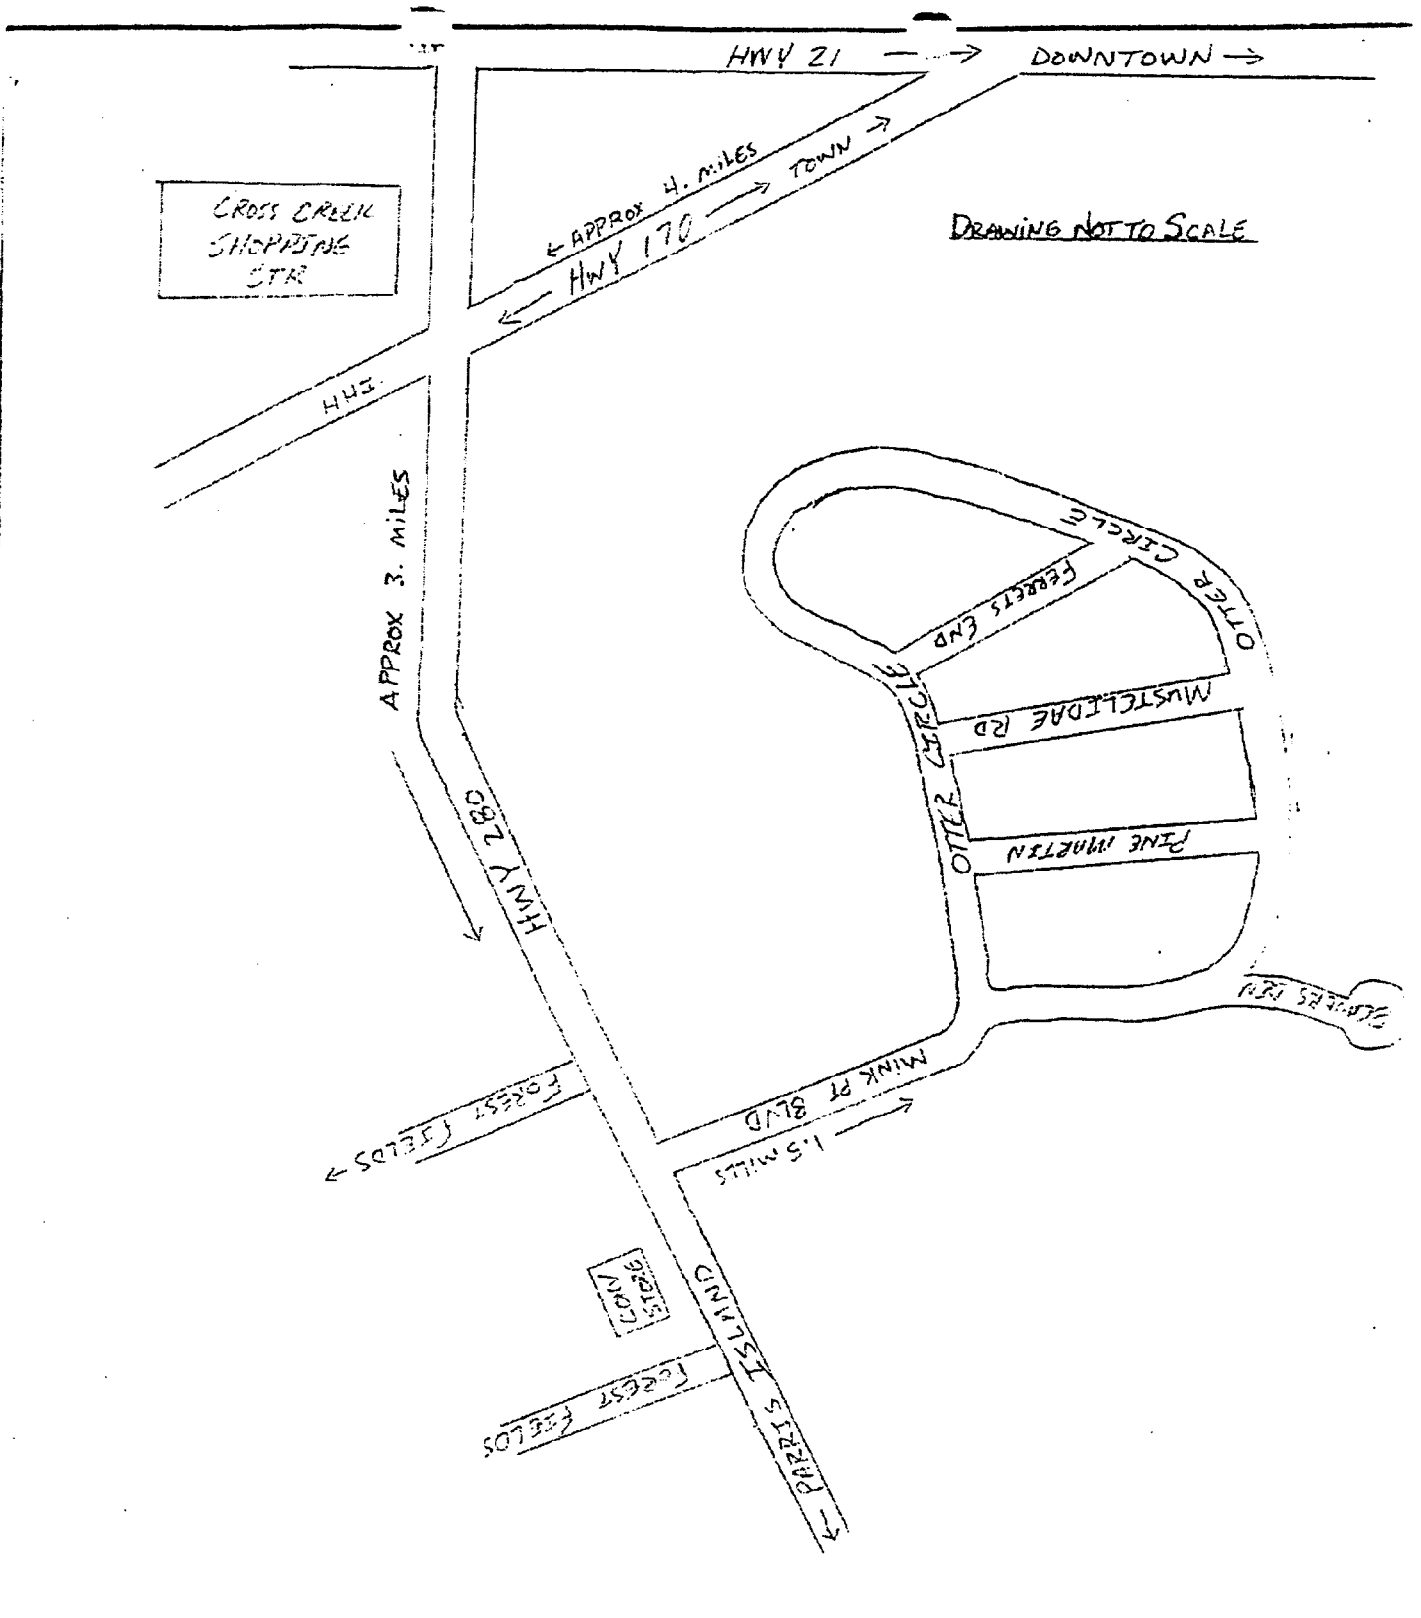 HWY 21 → DOWNTOWN →
← APPROX 4. MILES
← HWY 170 → TOWN →
CROSS CREEK
SHOPPING
CTR
DRAWING NOT TO SCALE
HHI.
APPROX 3. MILES
OTTER CIRCLE
FERRETS END
MUSTELIDAE RD
OTTER CIRCLE
PINE MARTIN
HWY 280
DEN
MINK PT BLVD
1.5 MILLS →
FOREST FIELDS →
CONV
STORE
FOREST FIELDS
← PARRIS ISLAND